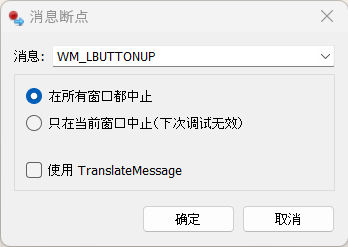 消息断点
消息: WM_LBUTTONUP
在所有窗口都中止
只在当前窗口中止(下次调试无效)
使用 TranslateMessage
确定 取消